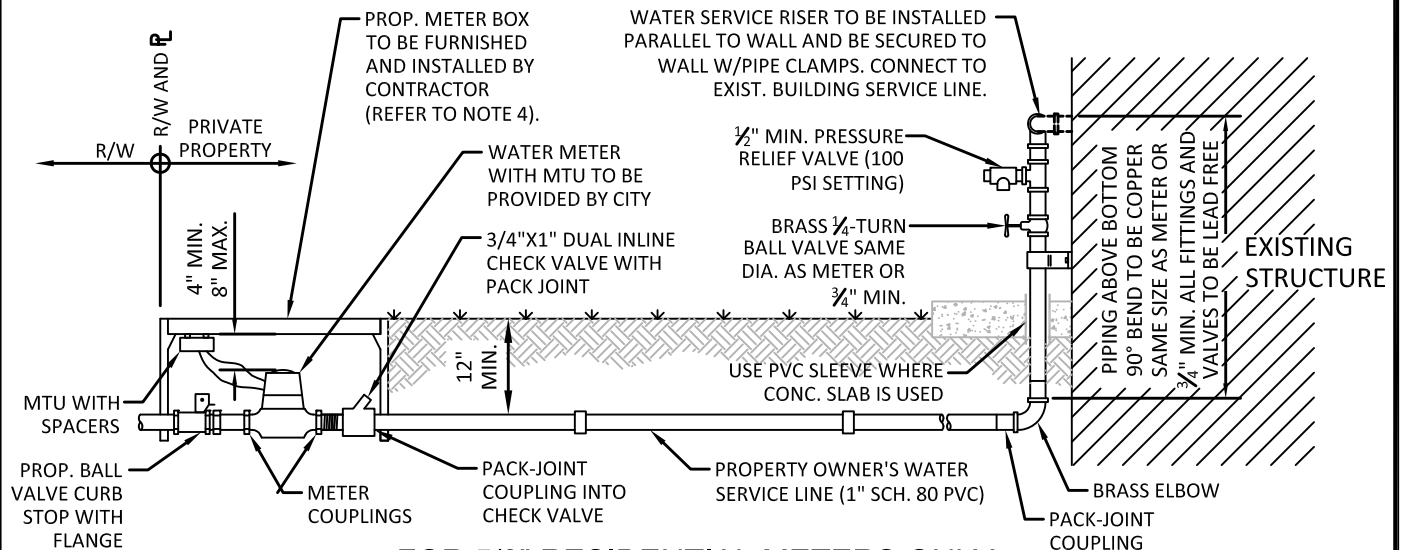 PROP. METER BOX
TO BE FURNISHED
AND INSTALLED BY
CONTRACTOR
(REFER TO NOTE 4).
WATER SERVICE RISER TO BE INSTALLED
PARALLEL TO WALL AND BE SECURED TO
WALL W/PIPE CLAMPS. CONNECT TO
EXIST. BUILDING SERVICE LINE.
R/W AND PL
R/W
PRIVATE
PROPERTY
WATER METER
WITH MTU TO BE
PROVIDED BY CITY
1/2" MIN. PRESSURE
RELIEF VALVE (100
PSI SETTING)
4" MIN.
8" MAX.
3/4"X1" DUAL INLINE
CHECK VALVE WITH
PACK JOINT
BRASS 1/4-TURN
BALL VALVE SAME
DIA. AS METER OR
3/4" MIN.
PIPING ABOVE BOTTOM
90° BEND TO BE COPPER
SAME SIZE AS METER OR
3/4" MIN. ALL FITTINGS AND
VALVES TO BE LEAD FREE
EXISTING
STRUCTURE
12"
MIN.
USE PVC SLEEVE WHERE
CONC. SLAB IS USED
MTU WITH
SPACERS
PROP. BALL
VALVE CURB
STOP WITH
FLANGE
METER
COUPLINGS
PACK-JOINT
COUPLING INTO
CHECK VALVE
PROPERTY OWNER'S WATER
SERVICE LINE (1" SCH. 80 PVC)
BRASS ELBOW
PACK-JOINT
COUPLING
FOR 5/8" RESIDENTIAL METERS ONLY